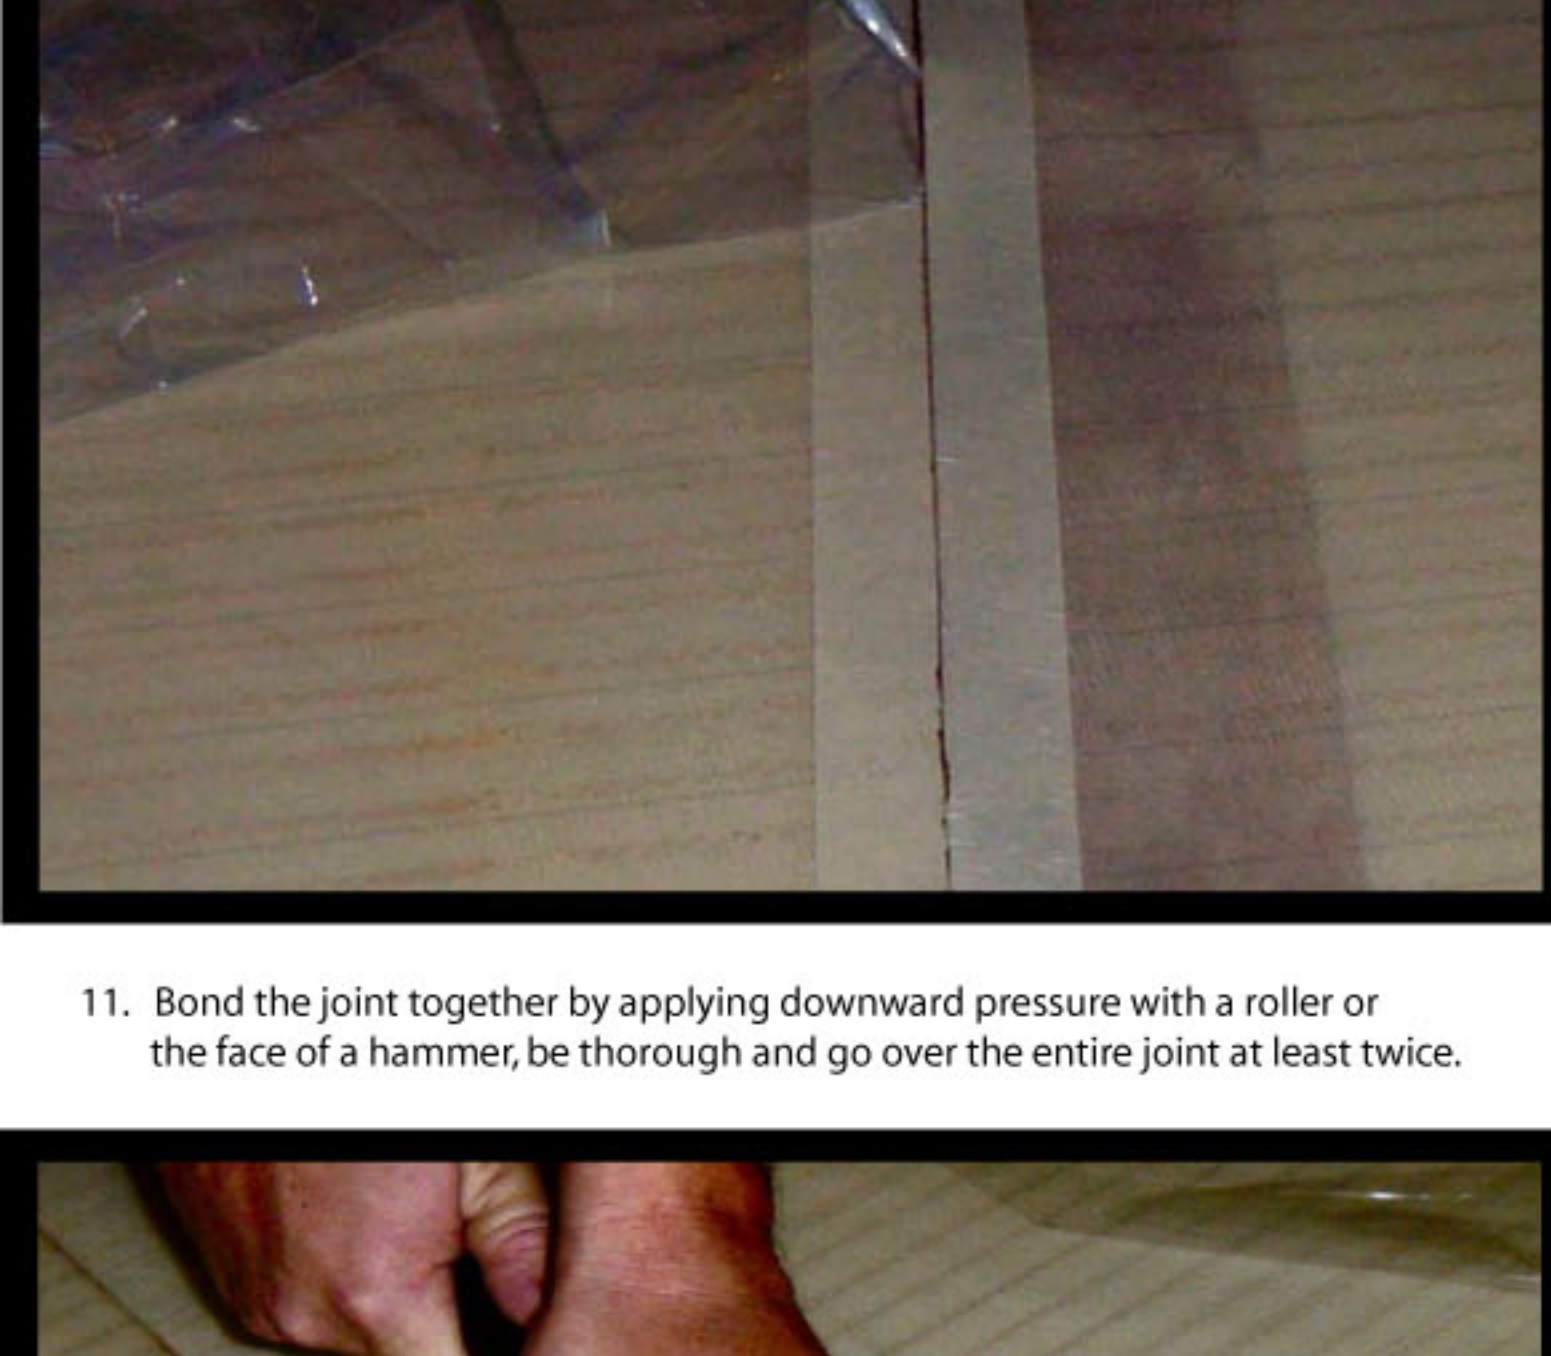 11. Bond the joint together by applying downward pressure with a roller or
the face of a hammer, be thorough and go over the entire joint at least twice.